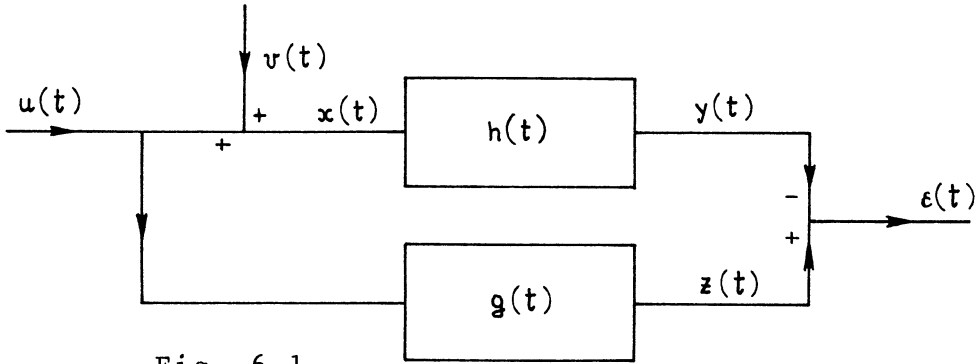 v(t)
u(t)
+
x(t)
+
h(t)
y(t)
-
ε(t)
+
g(t)
z(t)
Fig. 6.1